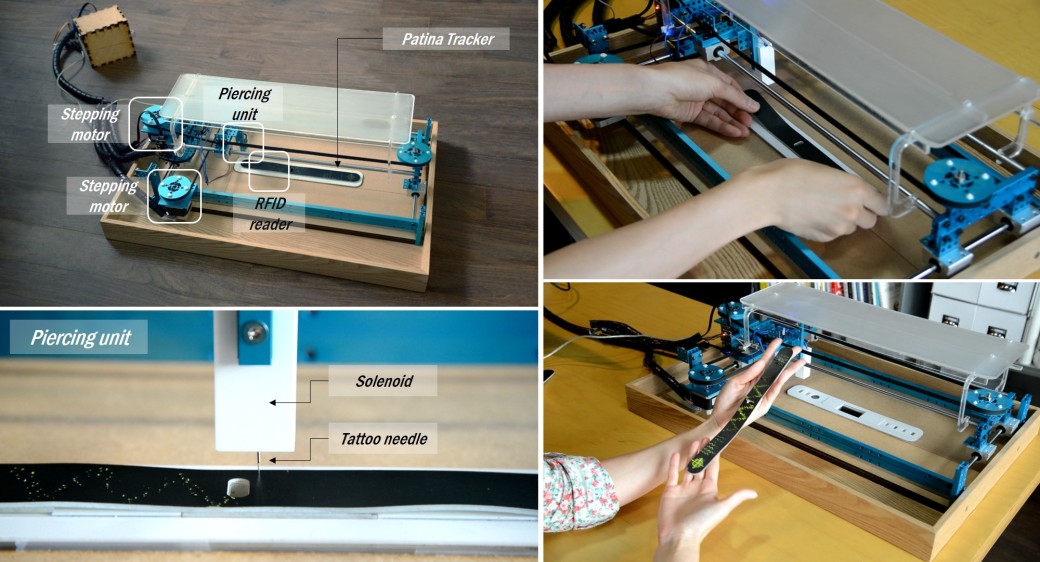 Patina Tracker
Piercing
unit
Stepping
motor
Stepping
motor
RFID
reader
Piercing unit
Solenoid
Tattoo needle